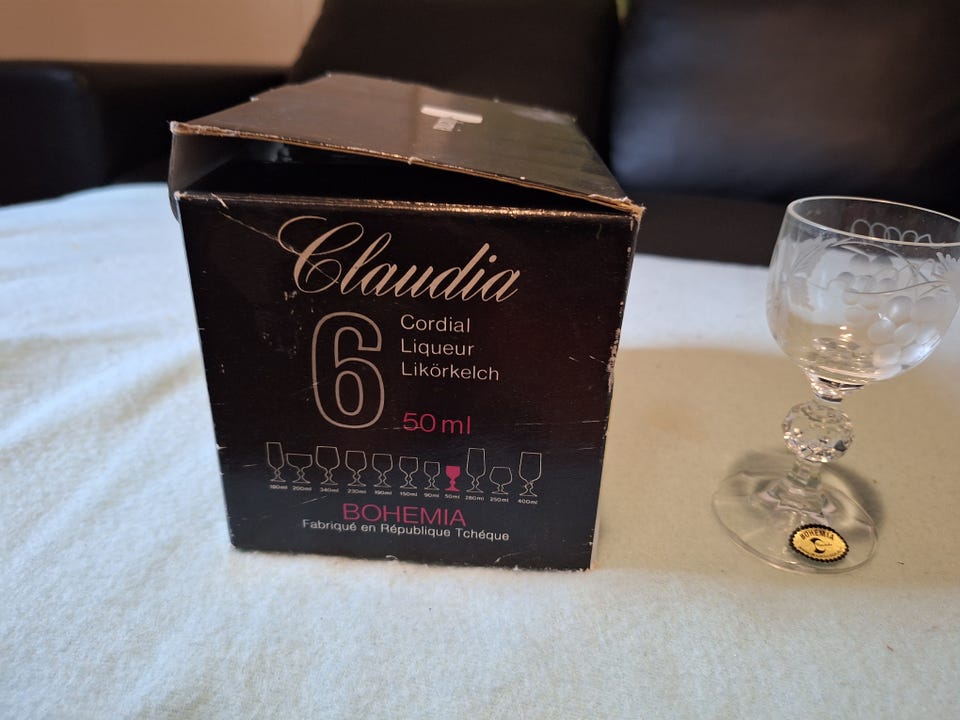 Claudia
6
Cordial
Liqueur
Likörkelch
50 ml
180ml 200ml 340ml 230ml 190ml 150ml 90ml 50ml 280ml 250ml 400ml
BOHEMIA
Fabriqué en République Tchéque
BOHEMIA